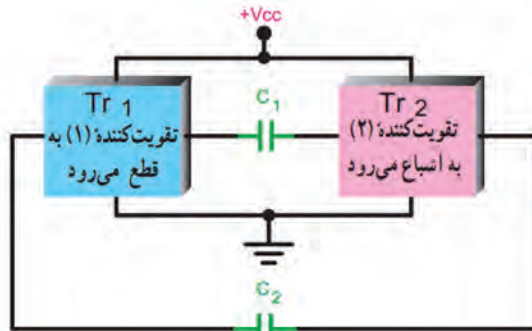 +Vcc
Tr 1
تقویت‌کنندهٔ (۱) به
قطع می‌رود
C1
Tr 2
تقویت‌کنندهٔ (۲)
به اشباع می‌رود
C2